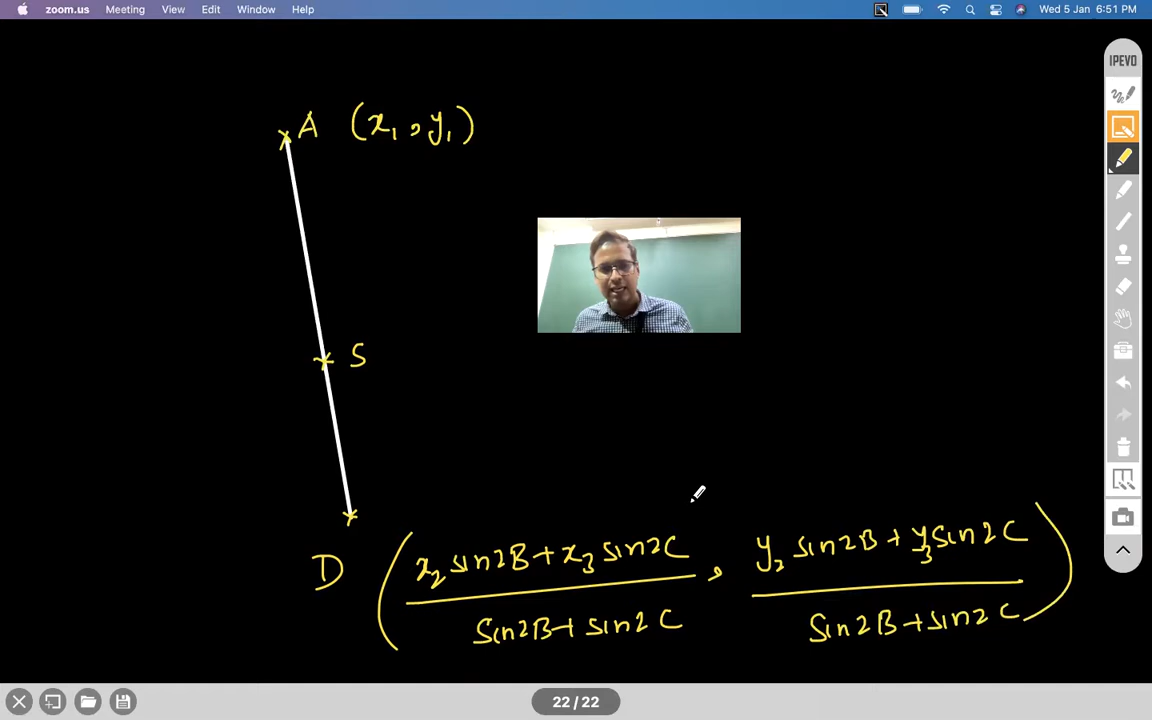 zoom.us Meeting View Edit Window Help Wed 5 Jan 6:51 PM
IPEVO
A (x₁, y₁)
S
D ( x₂ sin2B + x₃ sin2C / sin2B + sin2C , y₂ sin2B + y₃ sin2C / sin2B + sin2C )
22 / 22